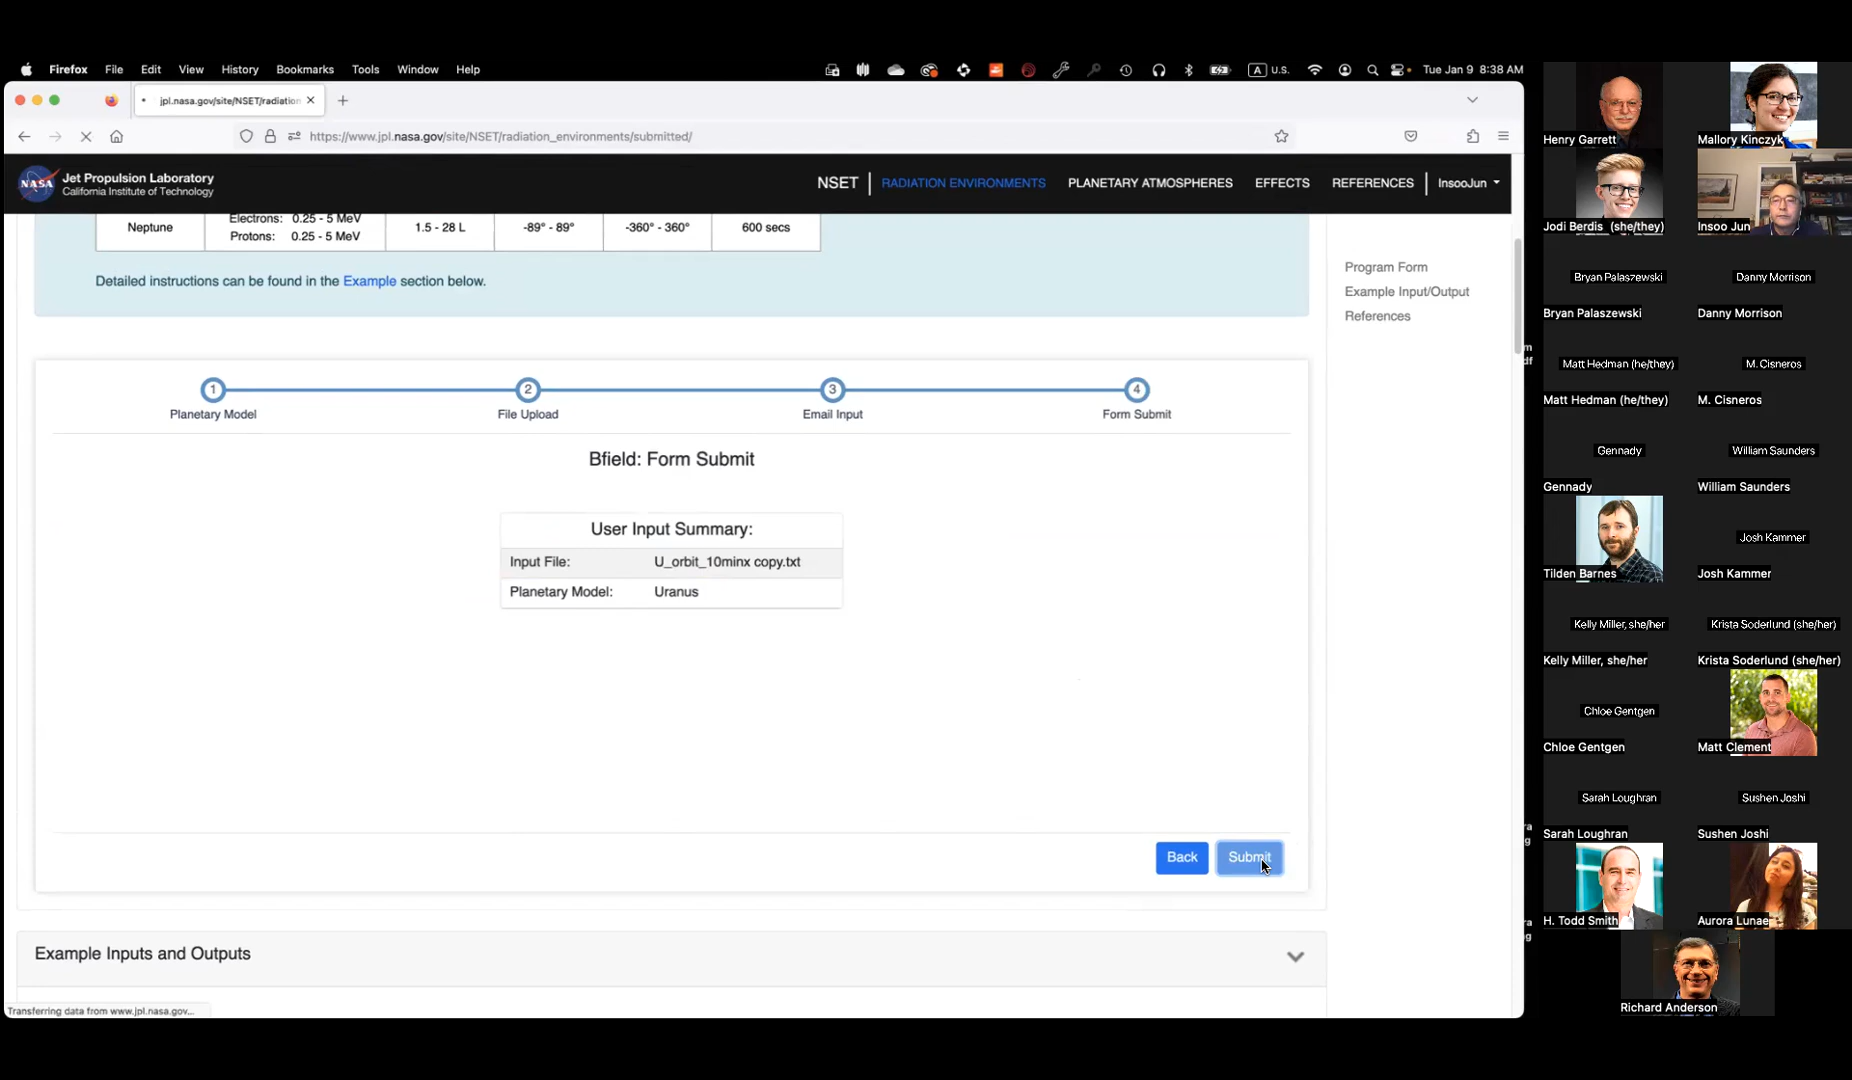 Firefox File Edit View History Bookmarks Tools Window Help
A U.S.
Tue Jan 9 8:38 AM
jpl.nasa.gov/site/NSET/radiation
https://www.jpl.nasa.gov/site/NSET/radiation_environments/submitted/
NASA
Jet Propulsion Laboratory
California Institute of Technology
NSET RADIATION ENVIRONMENTS PLANETARY ATMOSPHERES EFFECTS REFERENCES InsooJun
Neptune
Electrons: 0.25 - 5 MeV
Protons: 0.25 - 5 MeV
1.5 - 28 L
-89° - 89°
-360° - 360°
600 secs
Detailed instructions can be found in the Example section below.
Program Form
Example Input/Output
References
1 2 3 4
Planetary Model File Upload Email Input Form Submit
Bfield: Form Submit
User Input Summary:
Input File: U_orbit_10minx copy.txt
Planetary Model: Uranus
Back Submit
Example Inputs and Outputs
Transferring data from www.jpl.nasa.gov...
Henry Garrett
Mallory Kinczyk
Jodi Berdis (she/they)
Insoo Jun
Bryan Palaszewski
Bryan Palaszewski
Danny Morrison
Danny Morrison
Matt Hedman (he/they)
Matt Hedman (he/they)
M. Cisneros
M. Cisneros
Gennady
Gennady
William Saunders
William Saunders
Tilden Barnes
Josh Kammer
Josh Kammer
Kelly Miller, she/her
Kelly Miller, she/her
Krista Soderlund (she/her)
Krista Soderlund (she/her)
Chloe Gentgen
Chloe Gentgen
Matt Clement
Sarah Loughran
Sarah Loughran
Sushen Joshi
Sushen Joshi
H. Todd Smith
Aurora Lunae
Richard Anderson